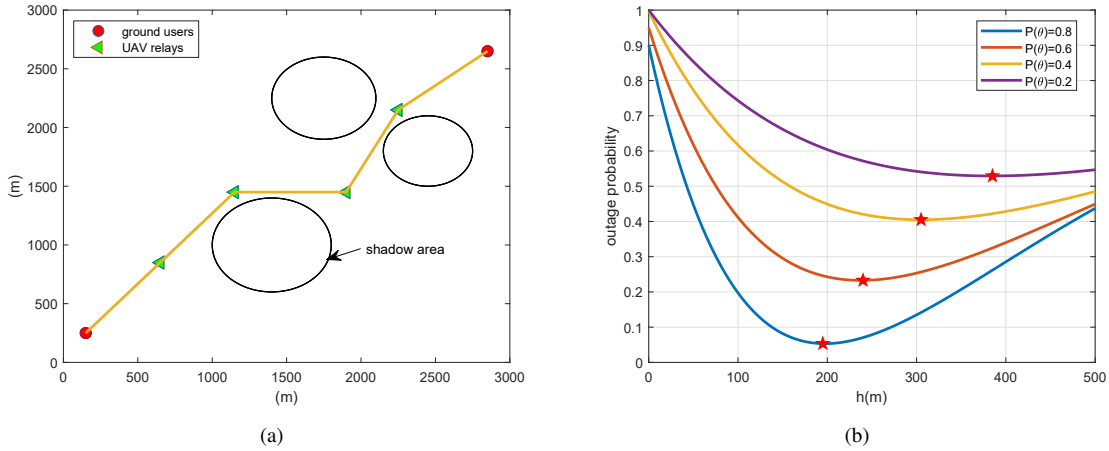 3000
2500
2000
1500
1000
500
0
(m)
ground users
UAV relays
shadow area
0 500 1000 1500 2000 2500 3000
(m)
(a)
1
0.9
0.8
0.7
0.6
0.5
0.4
0.3
0.2
0.1
0
outage probability
P(θ)=0.8
P(θ)=0.6
P(θ)=0.4
P(θ)=0.2
0 100 200 300 400 500
h(m)
(b)